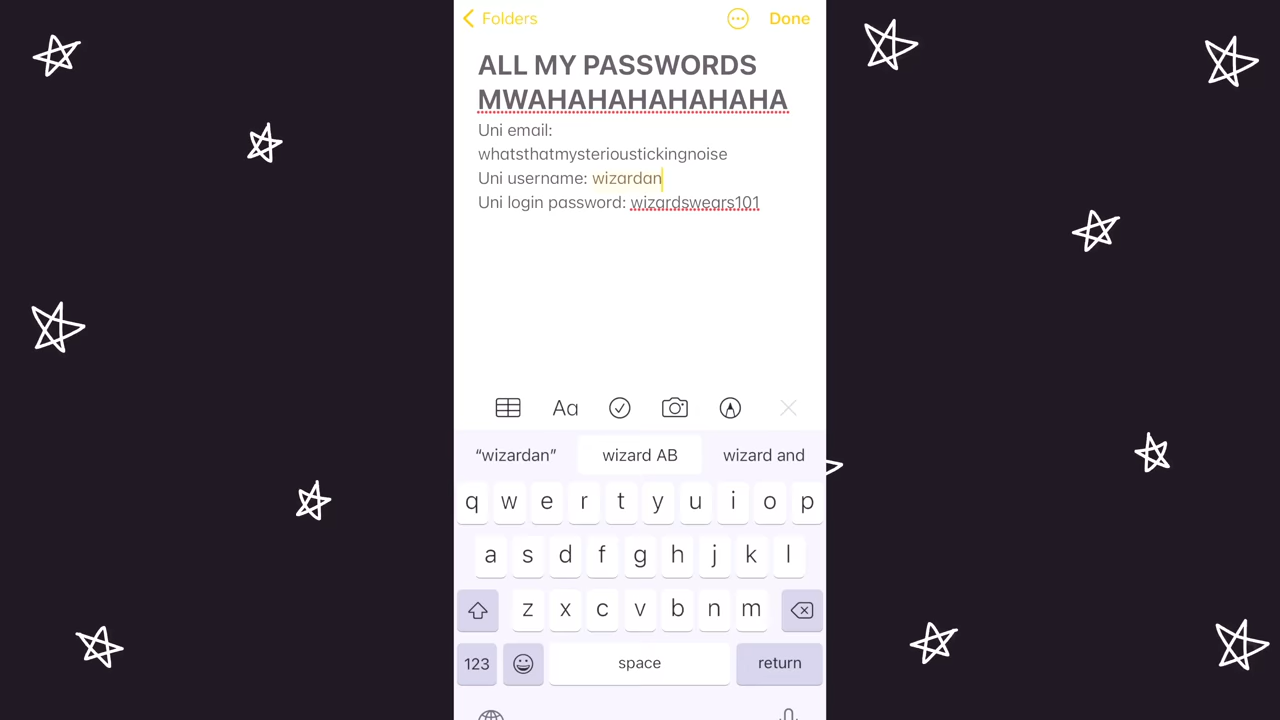 Folders Done
ALL MY PASSWORDS
MWAHAHAHAHAHAHA
Uni email:
whatsthatmysterioustickingnoise
Uni username: wizardan
Uni login password: wizardswears101
Aa
“wizardan” wizard AB wizard and
q w e r t y u i o p
a s d f g h j k l
z x c v b n m
123 space return